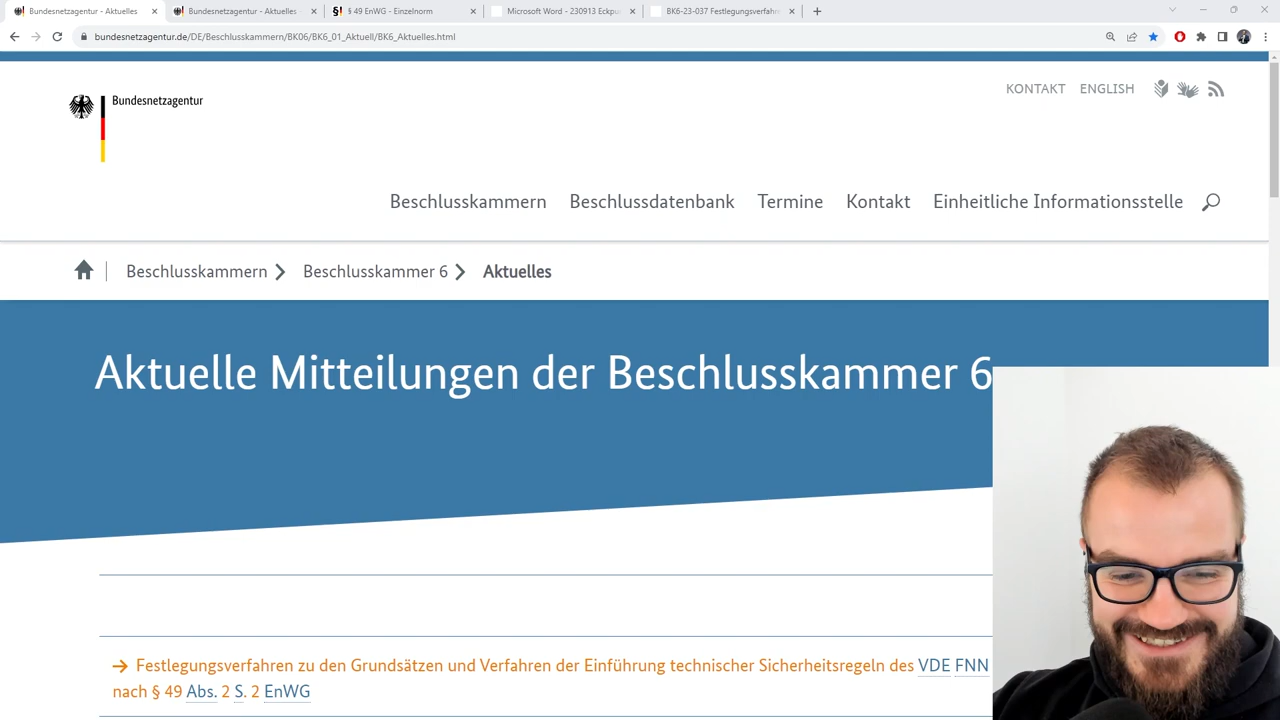 Bundesnetzagentur - Aktuelles
Bundesnetzagentur - Aktuelles -
§ 49 EnWG - Einzelnorm
Microsoft Word - 230913 Eckpu
BK6-23-037 Festlegungsverfahr
bundesnetzagentur.de/DE/Beschlusskammern/BK06/BK6_01_Aktuell/BK6_Aktuelles.html
KONTAKT ENGLISH
Bundesnetzagentur
Beschlusskammern Beschlussdatenbank Termine Kontakt Einheitliche Informationsstelle
Beschlusskammern Beschlusskammer 6 Aktuelles
Aktuelle Mitteilungen der Beschlusskammer 6
Festlegungsverfahren zu den Grundsätzen und Verfahren der Einführung technischer Sicherheitsregeln des VDE FNN
nach § 49 Abs. 2 S. 2 EnWG